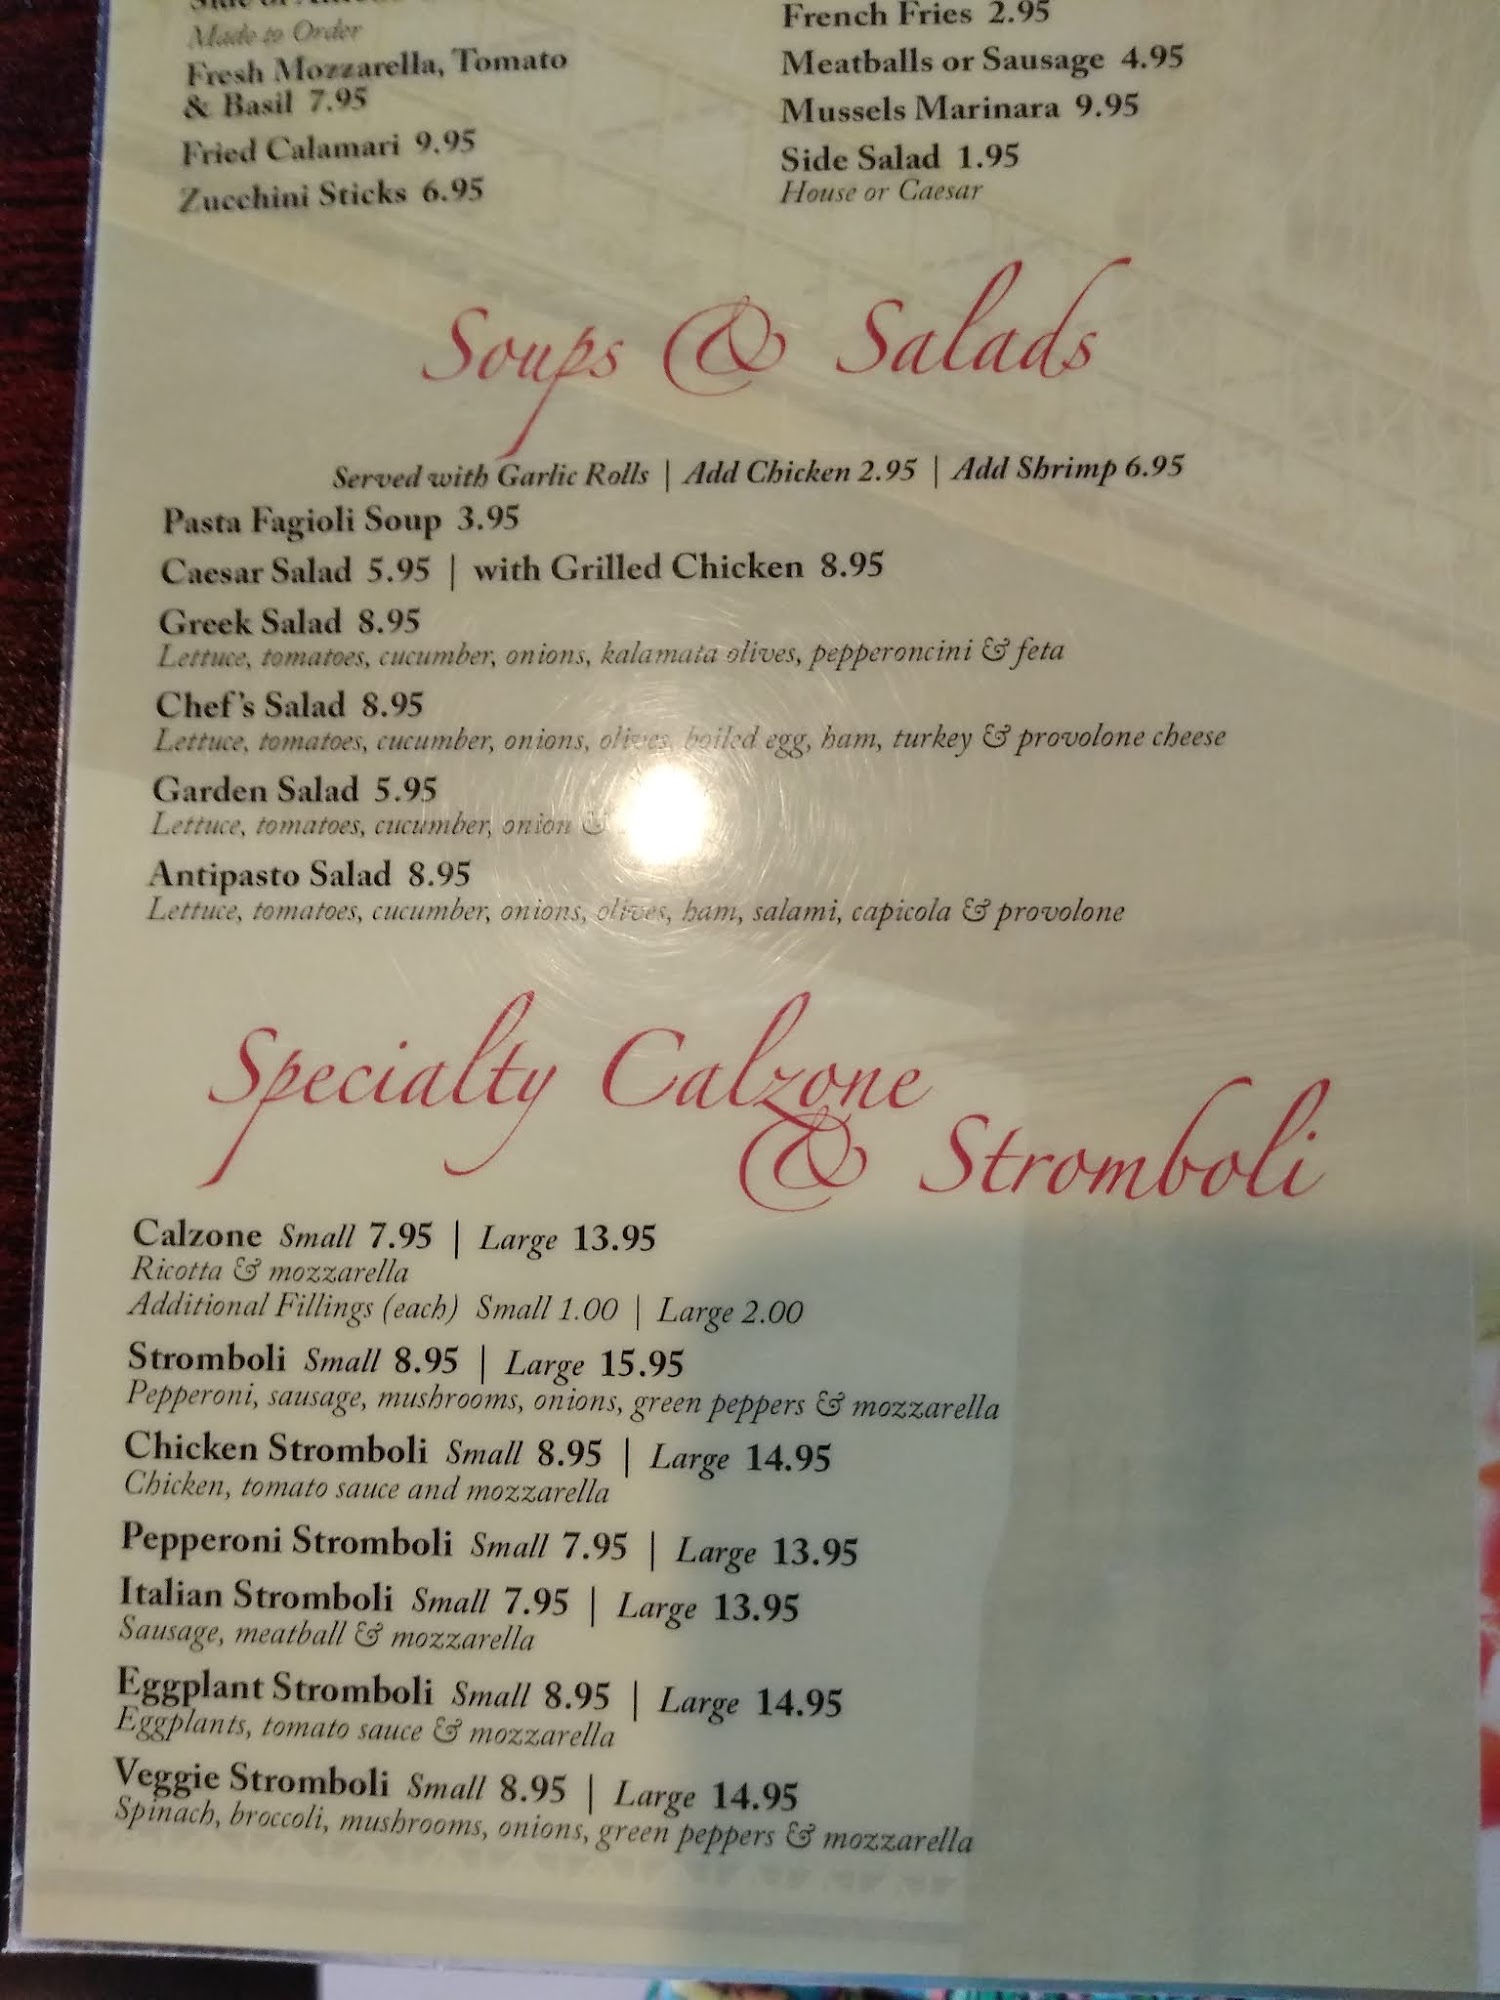 Made to Order
Fresh Mozzarella, Tomato
& Basil 7.95
Fried Calamari 9.95
Zucchini Sticks 6.95
French Fries 2.95
Meatballs or Sausage 4.95
Mussels Marinara 9.95
Side Salad 1.95
House or Caesar
Soups & Salads
Served with Garlic Rolls | Add Chicken 2.95 | Add Shrimp 6.95
Pasta Fagioli Soup 3.95
Caesar Salad 5.95 | with Grilled Chicken 8.95
Greek Salad 8.95
Lettuce, tomatoes, cucumber, onions, kalamata olives, pepperoncini & feta
Chef's Salad 8.95
Lettuce, tomatoes, cucumber, onions, olives, boiled egg, ham, turkey & provolone cheese
Garden Salad 5.95
Lettuce, tomatoes, cucumber, onion &
Antipasto Salad 8.95
Lettuce, tomatoes, cucumber, onions, olives, ham, salami, capicola & provolone
Specialty Calzone
& Stromboli
Calzone Small 7.95 | Large 13.95
Ricotta & mozzarella
Additional Fillings (each) Small 1.00 | Large 2.00
Stromboli Small 8.95 | Large 15.95
Pepperoni, sausage, mushrooms, onions, green peppers & mozzarella
Chicken Stromboli Small 8.95 | Large 14.95
Chicken, tomato sauce and mozzarella
Pepperoni Stromboli Small 7.95 | Large 13.95
Italian Stromboli Small 7.95 | Large 13.95
Sausage, meatball & mozzarella
Eggplant Stromboli Small 8.95 | Large 14.95
Eggplants, tomato sauce & mozzarella
Veggie Stromboli Small 8.95 | Large 14.95
Spinach, broccoli, mushrooms, onions, green peppers & mozzarella